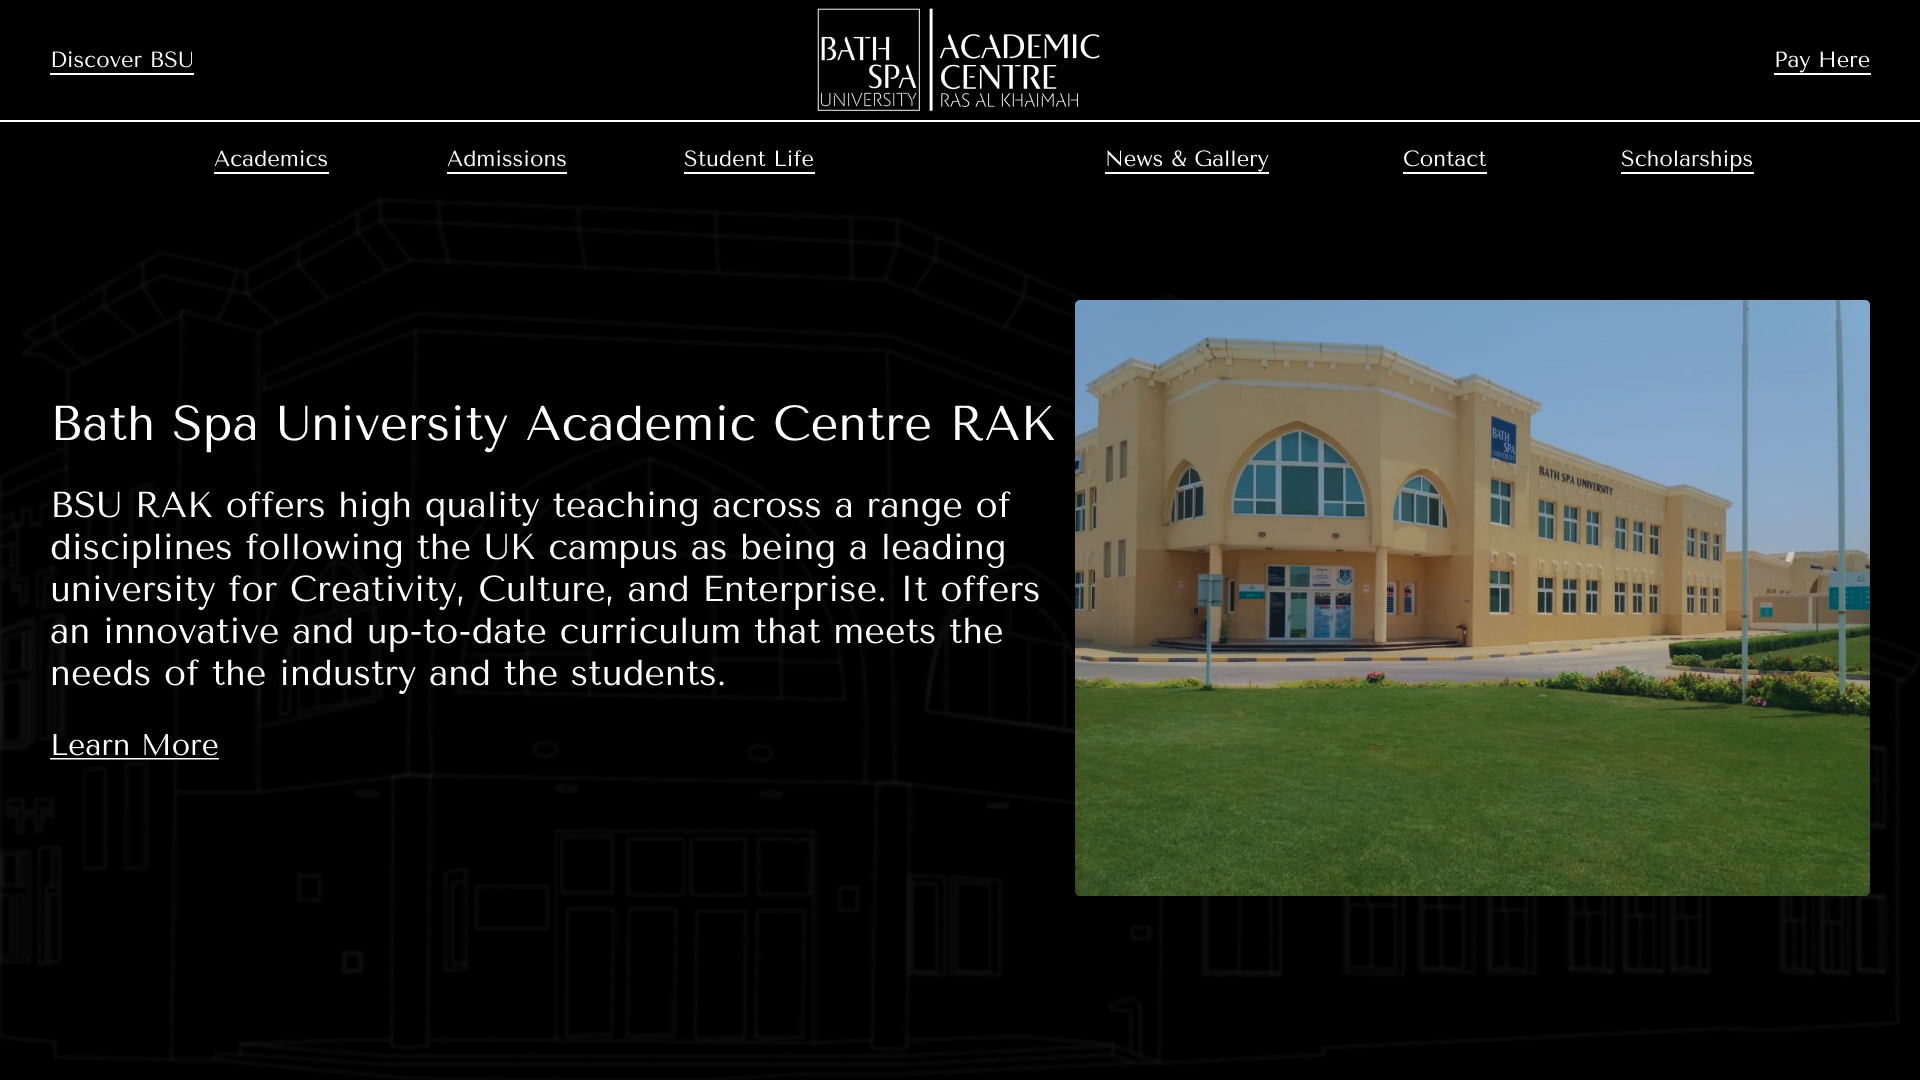 Discover BSU
BATH
SPA
UNIVERSITY
ACADEMIC
CENTRE
RAS AL KHAIMAH
Pay Here
Academics
Admissions
Student Life
News & Gallery
Contact
Scholarships
Bath Spa University Academic Centre RAK
BSU RAK offers high quality teaching across a range of
disciplines following the UK campus as being a leading
university for Creativity, Culture, and Enterprise. It offers
an innovative and up-to-date curriculum that meets the
needs of the industry and the students.
Learn More
BATH
SPA
UNIVERSITY
BATH SPA UNIVERSITY